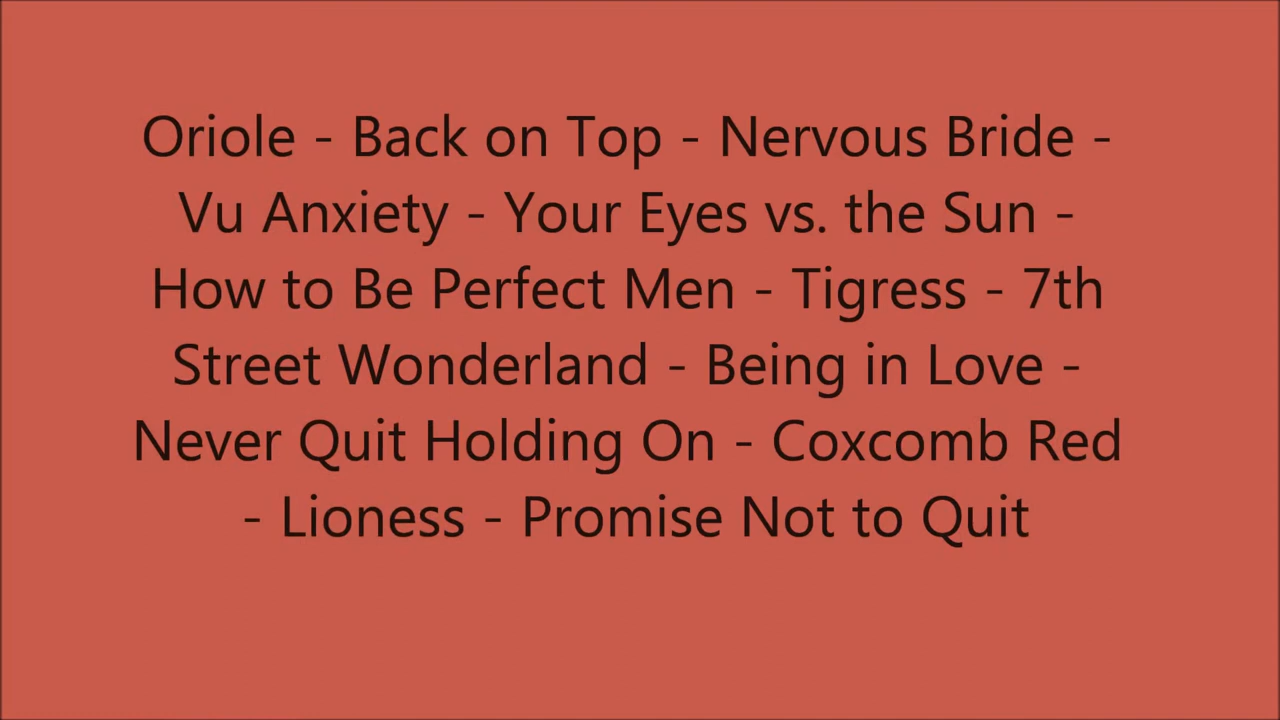 Oriole - Back on Top - Nervous Bride -
Vu Anxiety - Your Eyes vs. the Sun -
How to Be Perfect Men - Tigress - 7th
Street Wonderland - Being in Love -
Never Quit Holding On - Coxcomb Red
- Lioness - Promise Not to Quit